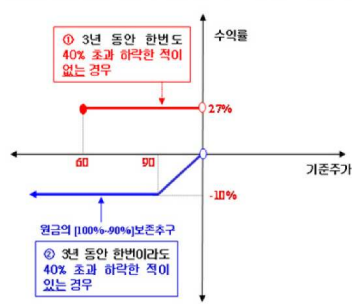 ① 3년 동안 한번도
40% 초과 하락한 적이
없는 경우
수익률
27%
60
90
기준주가
-10%
원금의 [100%~90%]보존추구
② 3년 동안 한번이라도
40% 초과 하락한 적이
있는 경우